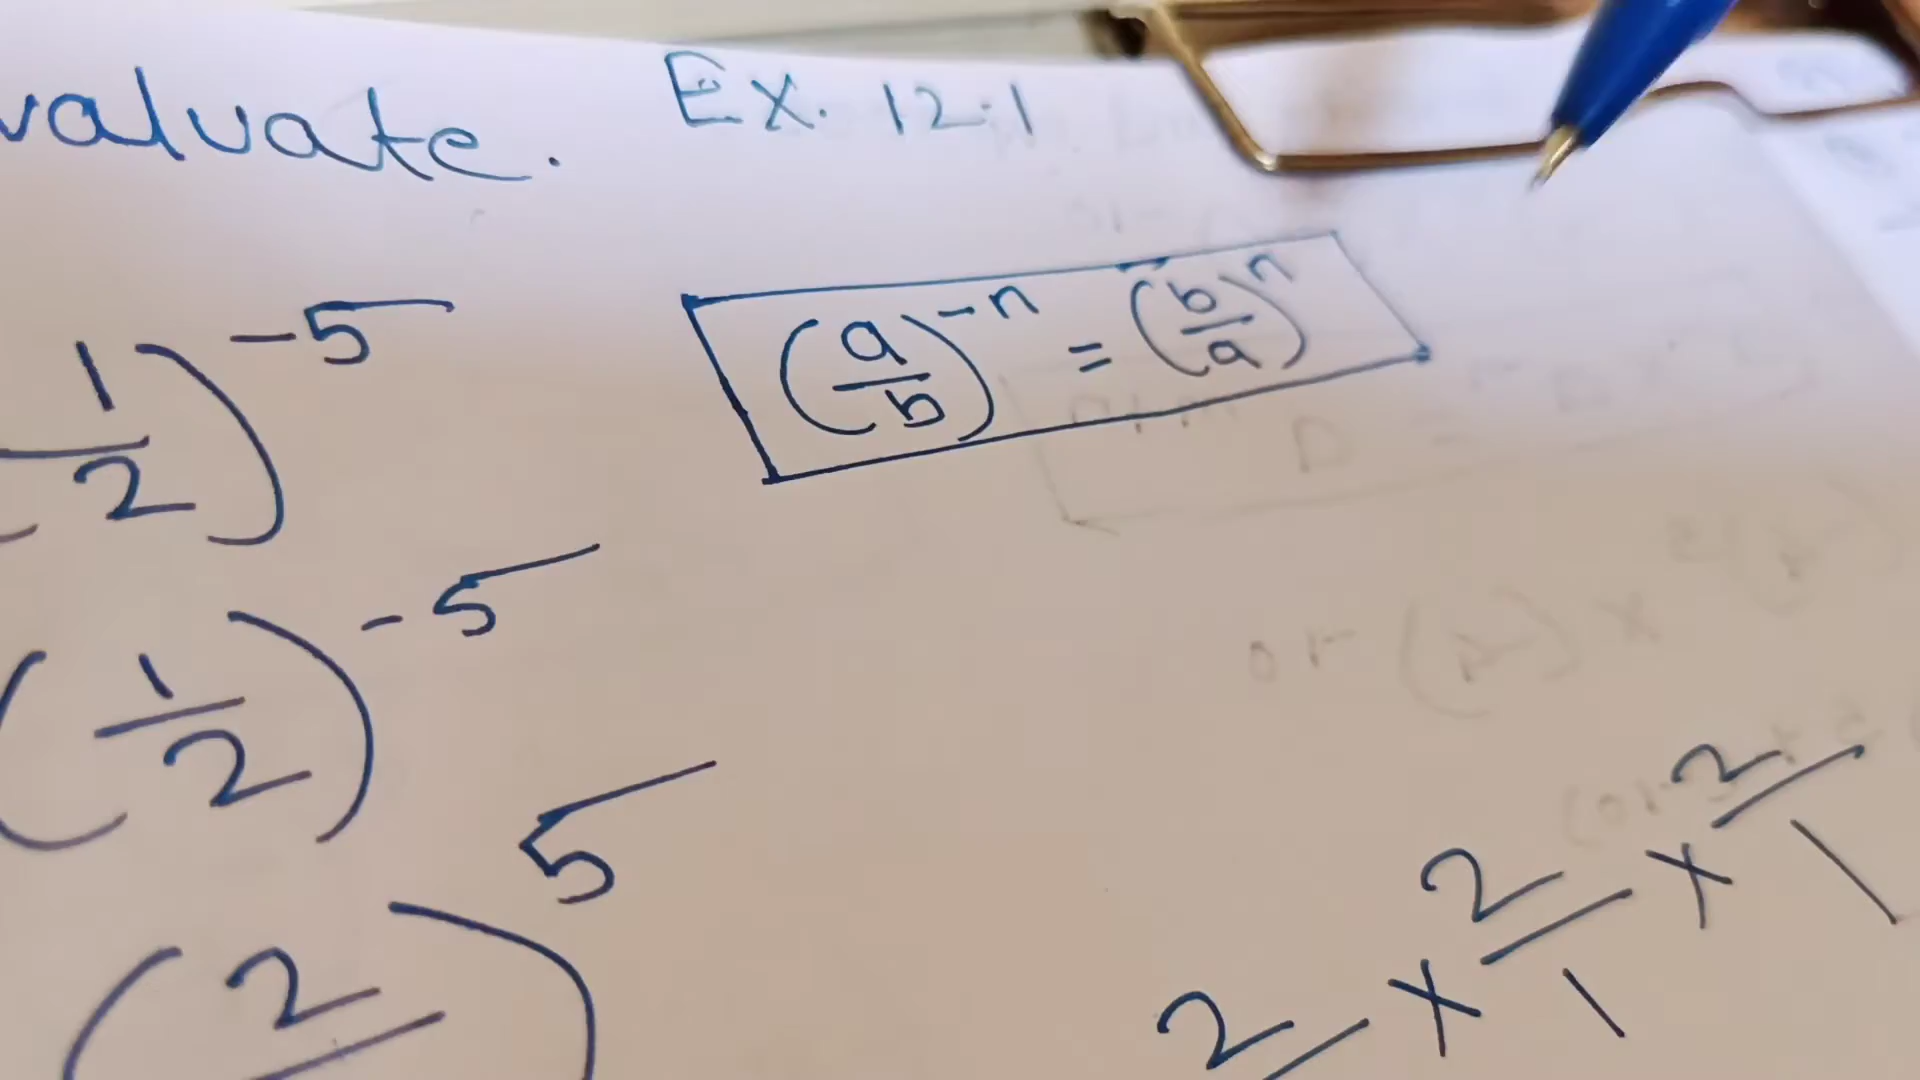 valuate. Ex. 12.1
(1/2)^-5
(a/b)^-n = (b/a)^n
(1/2)^-5
(2/)^5
2/ × 2/1 × 2/1